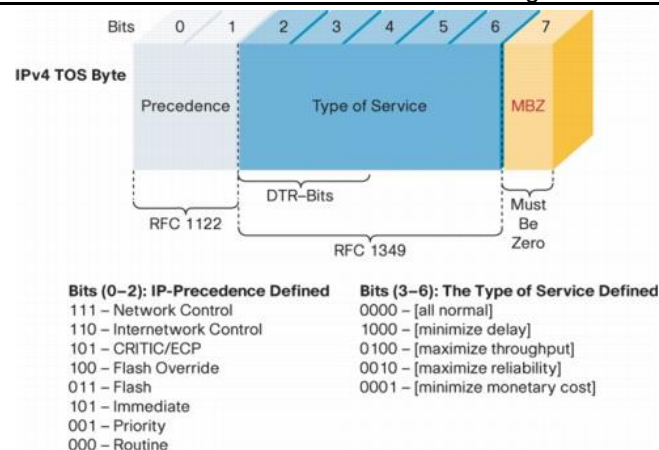 Bits 0 1 2 3 4 5 6 7
IPv4 TOS Byte
Precedence Type of Service MBZ
DTR–Bits
RFC 1122
RFC 1349
Must
Be
Zero
Bits (0–2): IP-Precedence Defined
111 – Network Control
110 – Internetwork Control
101 – CRITIC/ECP
100 – Flash Override
011 – Flash
101 – Immediate
001 – Priority
000 – Routine
Bits (3–6): The Type of Service Defined
0000 – [all normal]
1000 – [minimize delay]
0100 – [maximize throughput]
0010 – [maximize reliability]
0001 – [minimize monetary cost]